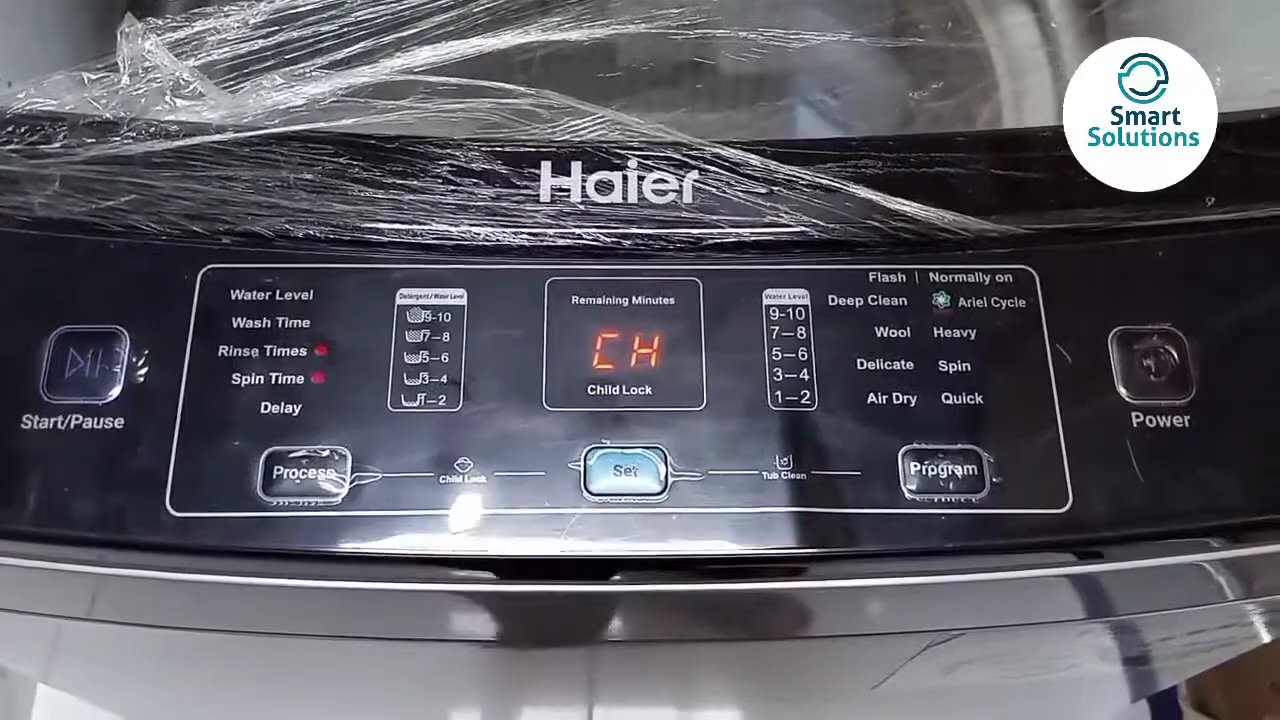 Smart
Solutions
Haier
Water Level
Wash Time
Rinse Times
Spin Time
Delay
Detergent/Water Level
9-10
7-8
5-6
3-4
1-2
Remaining Minutes
CH
Child Lock
Water Level
9-10
7-8
5-6
3-4
1-2
Flash | Normally on
Deep Clean Ariel Cycle
Wool Heavy
Delicate Spin
Air Dry Quick
Start/Pause
Power
Process
Child Lock
Set
Tub Clean
Program